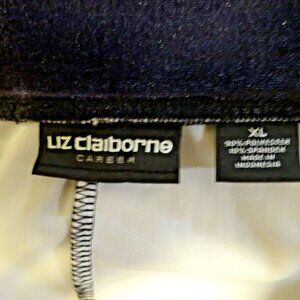 LIZ claiborne
CAREER
XL
90% POLYESTER
10% SPANDEX
MADE IN
INDONESIA